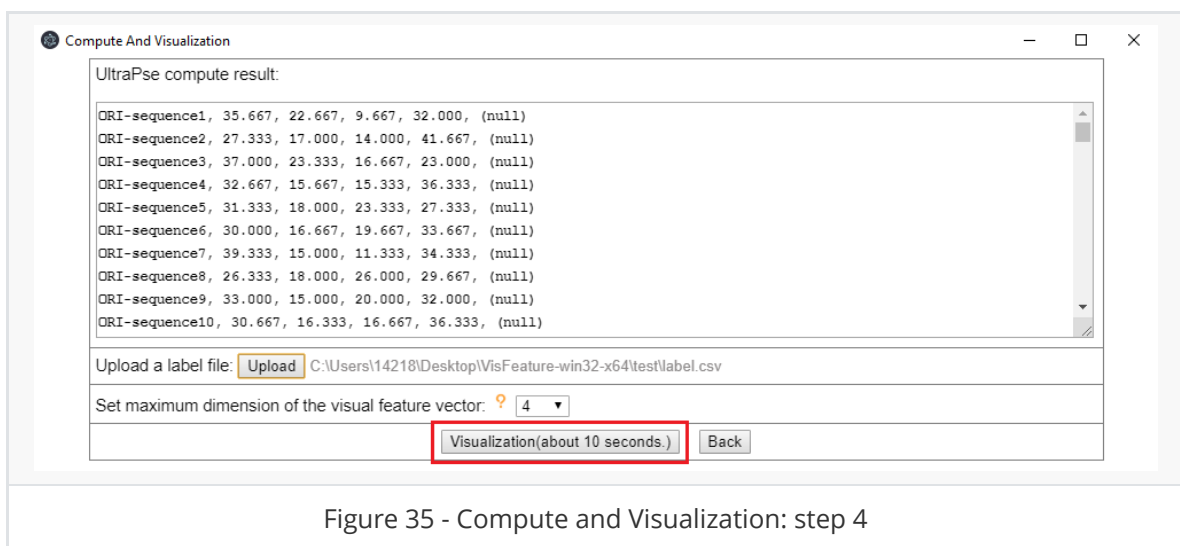 Compute And Visualization
UltraPse compute result:
ORI-sequence1, 35.667, 22.667, 9.667, 32.000, (null)
ORI-sequence2, 27.333, 17.000, 14.000, 41.667, (null)
ORI-sequence3, 37.000, 23.333, 16.667, 23.000, (null)
ORI-sequence4, 32.667, 15.667, 15.333, 36.333, (null)
ORI-sequence5, 31.333, 18.000, 23.333, 27.333, (null)
ORI-sequence6, 30.000, 16.667, 19.667, 33.667, (null)
ORI-sequence7, 39.333, 15.000, 11.333, 34.333, (null)
ORI-sequence8, 26.333, 18.000, 26.000, 29.667, (null)
ORI-sequence9, 33.000, 15.000, 20.000, 32.000, (null)
ORI-sequence10, 30.667, 16.333, 16.667, 36.333, (null)
Upload a label file: Upload C:\Users\14218\Desktop\VisFeature-win32-x64\test\label.csv
Set maximum dimension of the visual feature vector: ? 4
Visualization(about 10 seconds.) Back
Figure 35 - Compute and Visualization: step 4